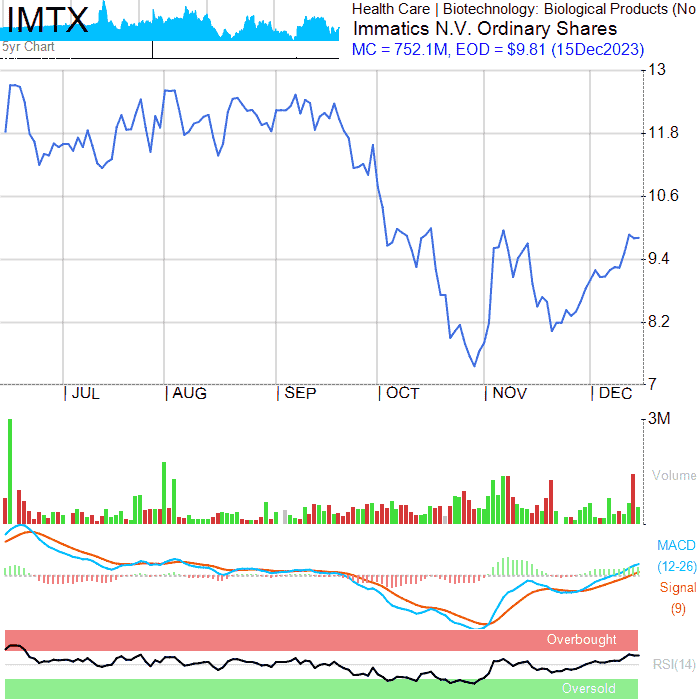 IMTX
5yr Chart
Health Care | Biotechnology: Biological Products (No
Immatics N.V. Ordinary Shares
MC = 752.1M, EOD = $9.81 (15Dec2023)
13
11.8
10.6
9.4
8.2
7
JUL AUG SEP OCT NOV DEC
3M
Volume
MACD
(12-26)
Signal
(9)
Overbought
RSI(14)
Oversold